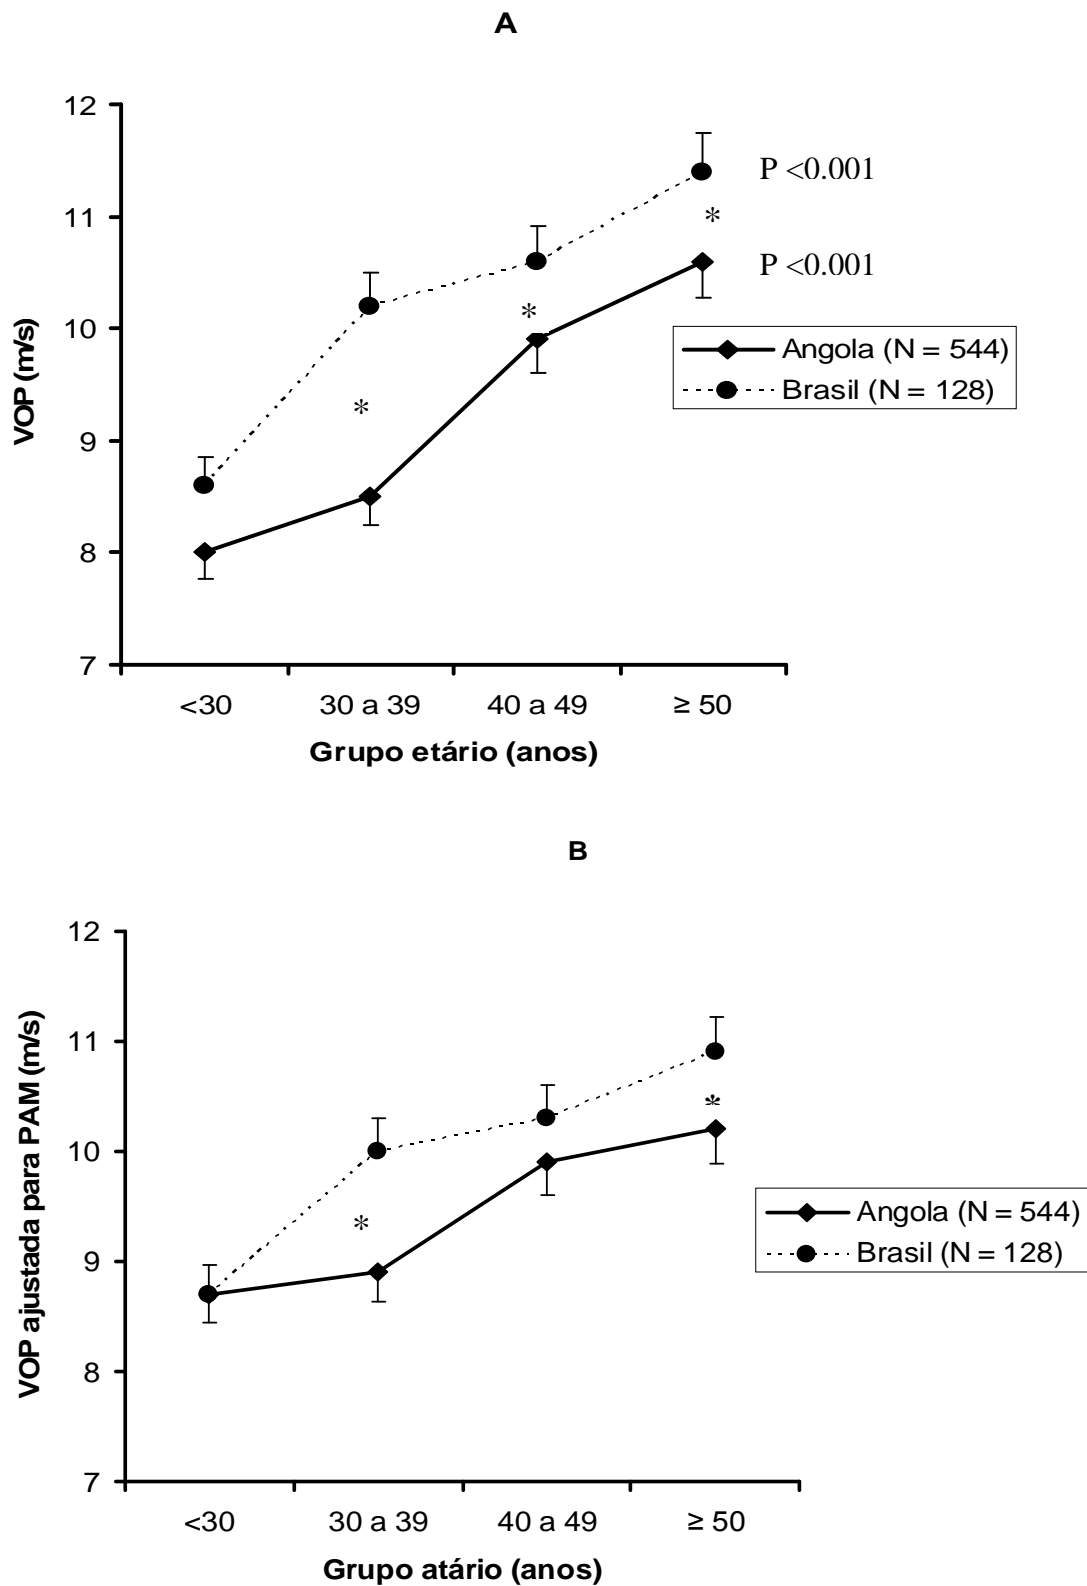 A
12
11
10
9
8
7
VOP (m/s)
P <0.001
*
P <0.001
*
*
Angola (N = 544)
Brasil (N = 128)
<30 30 a 39 40 a 49 ≥ 50
Grupo etário (anos)
B
12
11
10
9
8
7
VOP ajustada para PAM (m/s)
*
*
Angola (N = 544)
Brasil (N = 128)
<30 30 a 39 40 a 49 ≥ 50
Grupo atário (anos)